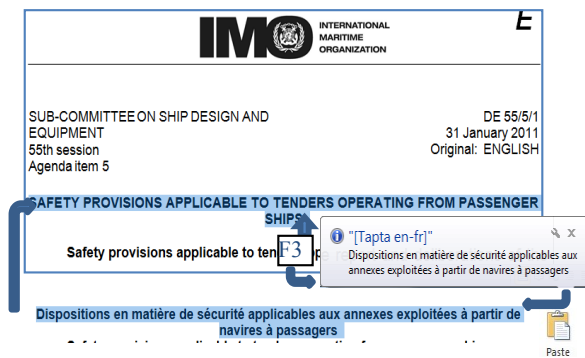 E
IMO
INTERNATIONAL
MARITIME
ORGANIZATION
SUB-COMMITTEE ON SHIP DESIGN AND
EQUIPMENT
55th session
Agenda item 5
DE 55/5/1
31 January 2011
Original: ENGLISH
SAFETY PROVISIONS APPLICABLE TO TENDERS OPERATING FROM PASSENGER
SHIPS
Safety provisions applicable to
F3
"[Tapta en-fr]"
Dispositions en matière de sécurité applicables aux
annexes exploitées à partir de navires à passagers
Dispositions en matière de sécurité applicables aux annexes exploitées à partir de
navires à passagers
Paste